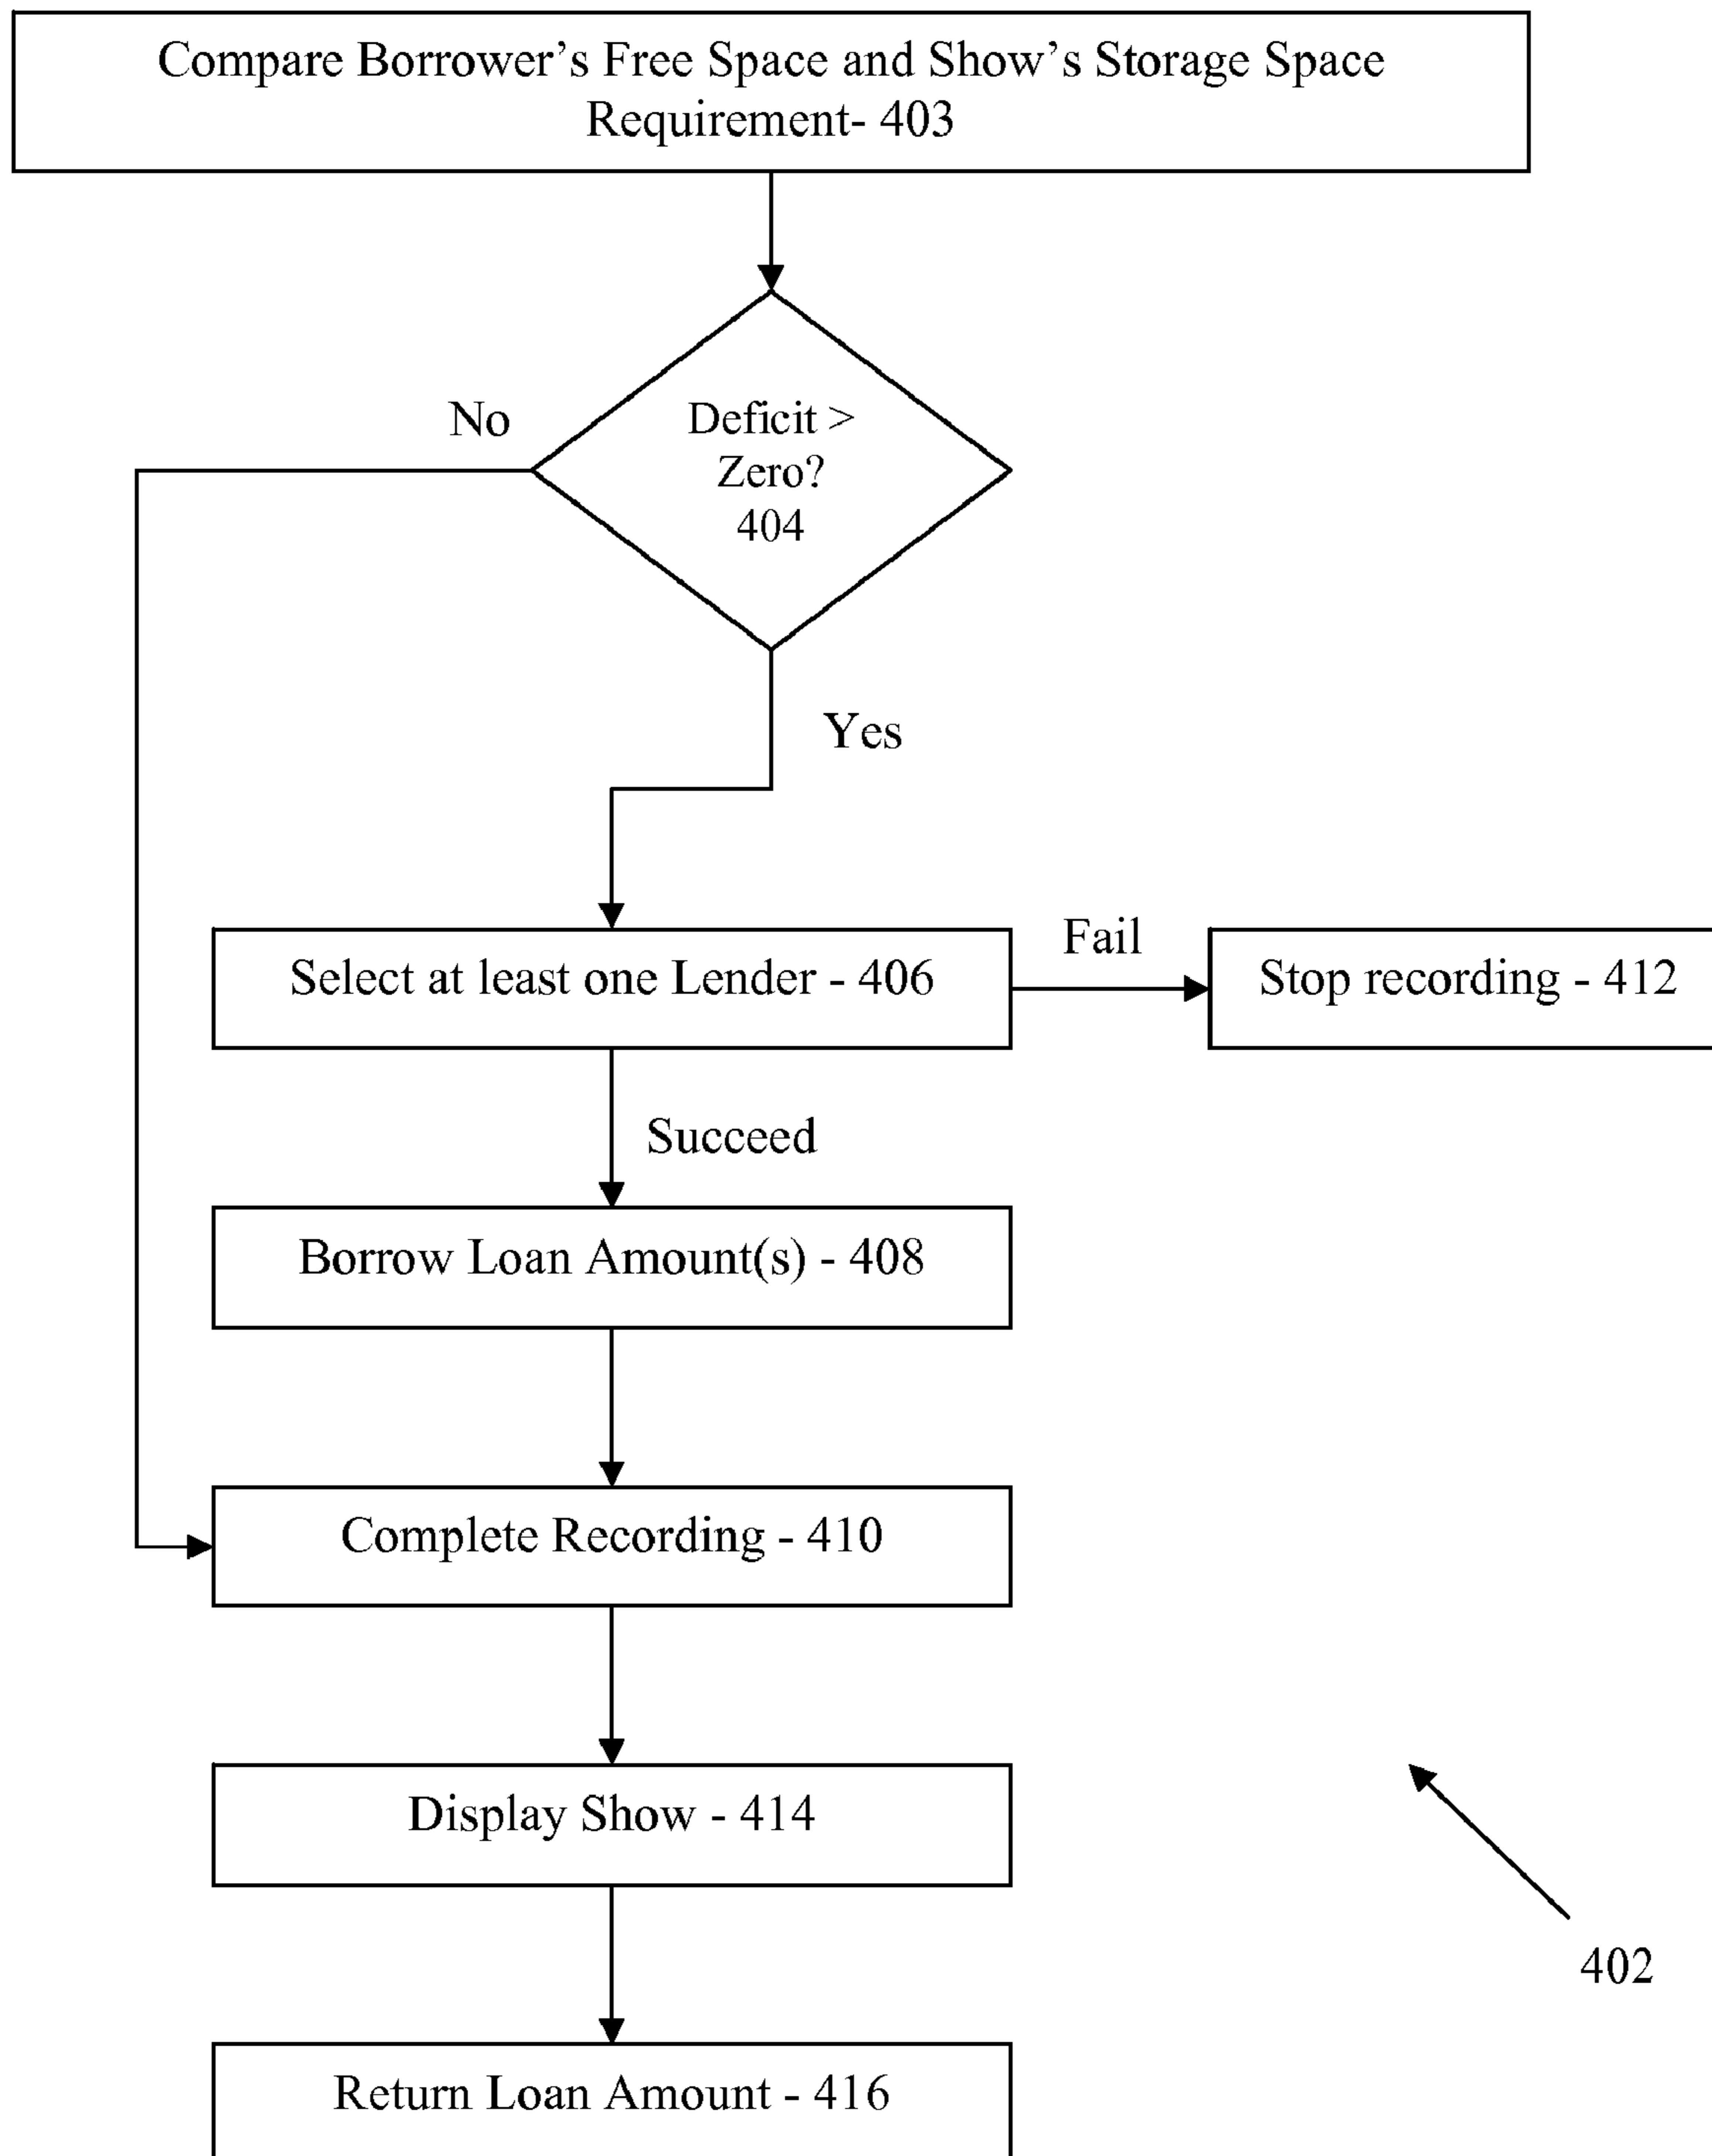 Compare Borrower's Free Space and Show's Storage Space
Requirement- 403
No
Deficit >
Zero?
404
Yes
Select at least one Lender - 406
Fail
Stop recording - 412
Succeed
Borrow Loan Amount(s) - 408
Complete Recording - 410
Display Show - 414
402
Return Loan Amount - 416